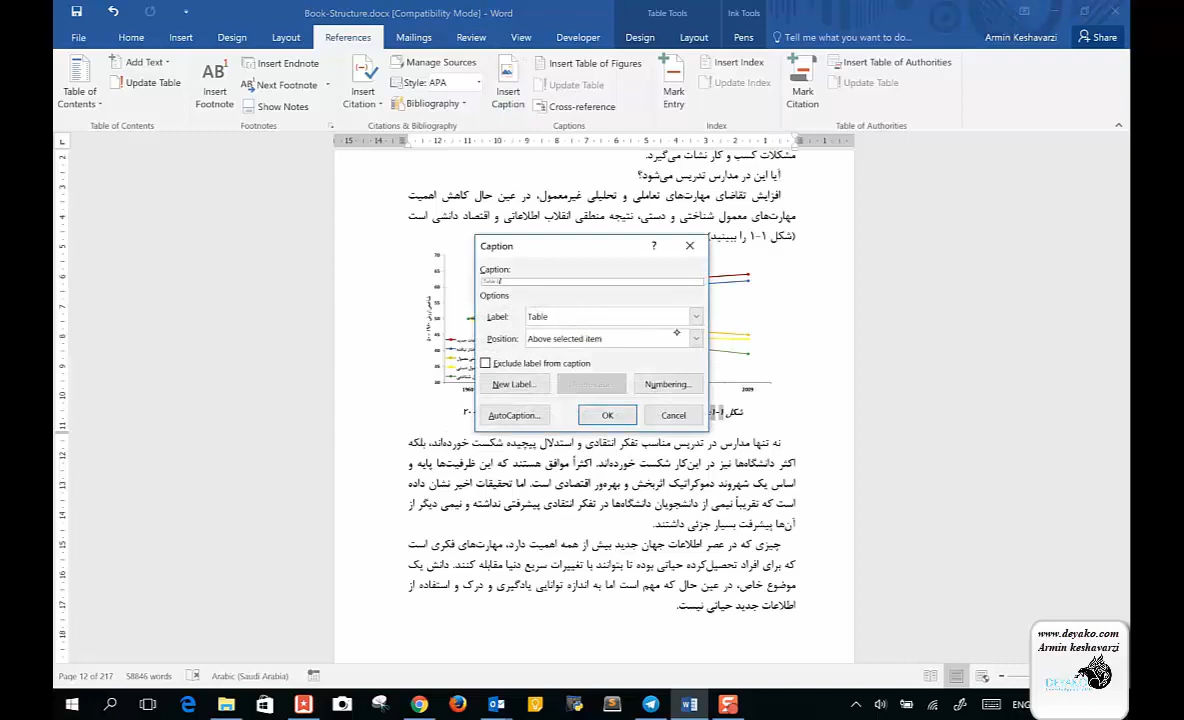 Book-Structure.docx [Compatibility Mode] - Word
Table Tools
Ink Tools
File Home Insert Design Layout References Mailings Review View Developer Design Layout Pens Tell me what you want to do... Armin Keshavarzi Share
Table of Contents
Add Text
Update Table
Table of Contents
AB¹
Insert Footnote
Insert Endnote
Next Footnote
Show Notes
Footnotes
Insert Citation
Manage Sources
Style: APA
Bibliography
Citations & Bibliography
Insert Caption
Insert Table of Figures
Update Table
Cross-reference
Captions
Mark Entry
Insert Index
Update Index
Index
Mark Citation
Insert Table of Authorities
Update Table
Table of Authorities
مشکلات کسب و کار نشات می‌گیرد.
آیا این در مدارس تدریس می‌شود؟
افزایش تقاضای مهارت‌های تعاملی و تحلیلی غیرمعمول، در عین حال کاهش اهمیت
مهارت‌های معمول شناختی و دستی، نتیجه منطقی انقلاب اطلاعاتی و اقتصاد دانشی است
(شکل ۱-۱ را ببینید)
Caption
Caption:
Options
Label: Table
Position: Above selected item
Exclude label from caption
New Label...
Numbering...
AutoCaption...
OK
Cancel
1960
2009
شکل ۱-۱:
نه تنها مدارس در تدریس مناسب تفکر انتقادی و استدلال پیچیده شکست خورده‌اند، بلکه
اکثر دانشگاه‌ها نیز در این‌کار شکست خورده‌اند. اکثراً موافق هستند که این ظرفیت‌ها پایه و
اساس یک شهروند دموکراتیک اثربخش و بهره‌ور اقتصادی است. اما تحقیقات اخیر نشان داده
است که تقریباً نیمی از دانشجویان دانشگاه‌ها در تفکر انتقادی پیشرفتی نداشته و نیمی دیگر از
آن‌ها پیشرفت بسیار جزئی داشتند.
چیزی که در عصر اطلاعات جهان جدید بیش از همه اهمیت دارد، مهارت‌های فکری است
که برای افراد تحصیل‌کرده حیاتی بوده تا بتوانند با تغییرات سریع دنیا مقابله کنند. دانش یک
موضوع خاص، در عین حال که مهم است اما به اندازه توانایی یادگیری و درک و استفاده از
اطلاعات جدید حیاتی نیست.
Page 12 of 217 58846 words Arabic (Saudi Arabia)
www.deyako.com
Armin keshavarzi
DEYAKO
ENG